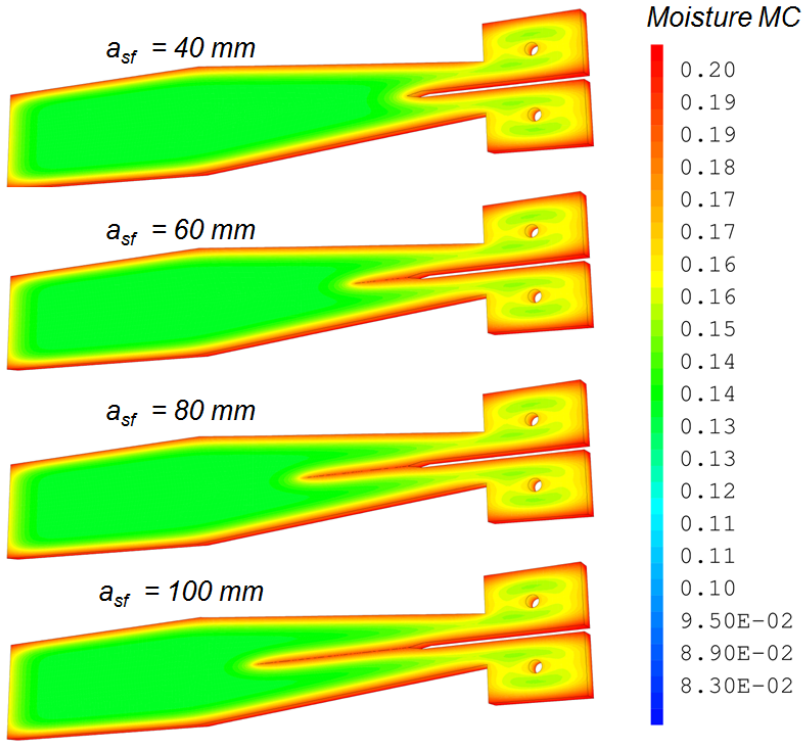 Moisture MC
a_sf = 40 mm
a_sf = 60 mm
a_sf = 80 mm
a_sf = 100 mm
0.20
0.19
0.19
0.18
0.17
0.17
0.16
0.16
0.15
0.14
0.14
0.13
0.13
0.12
0.11
0.11
0.10
9.50E-02
8.90E-02
8.30E-02